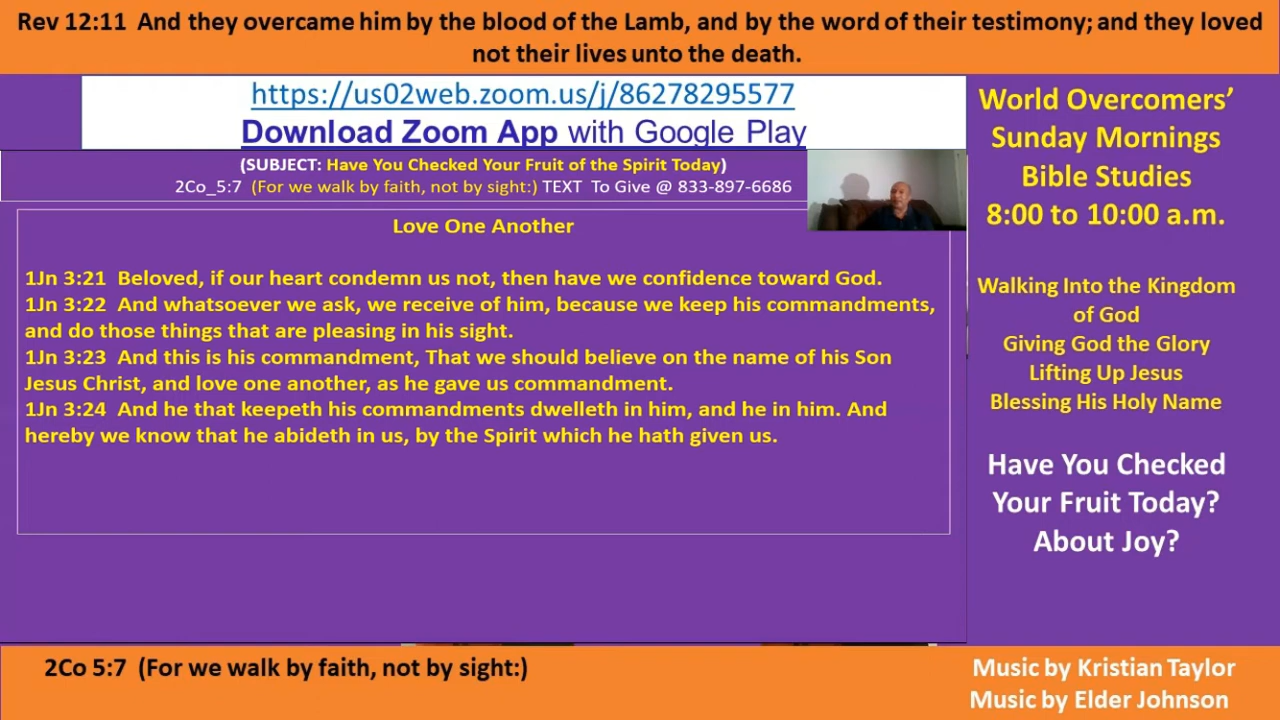 Rev 12:11  And they overcame him by the blood of the Lamb, and by the word of their testimony; and they loved
not their lives unto the death.
https://us02web.zoom.us/j/86278295577
Download Zoom App with Google Play
(SUBJECT: Have You Checked Your Fruit of the Spirit Today)
2Co_5:7  (For we walk by faith, not by sight:) TEXT  To Give @ 833-897-6686
Love One Another
1Jn 3:21  Beloved, if our heart condemn us not, then have we confidence toward God.
1Jn 3:22  And whatsoever we ask, we receive of him, because we keep his commandments,
and do those things that are pleasing in his sight.
1Jn 3:23  And this is his commandment, That we should believe on the name of his Son
Jesus Christ, and love one another, as he gave us commandment.
1Jn 3:24  And he that keepeth his commandments dwelleth in him, and he in him. And
hereby we know that he abideth in us, by the Spirit which he hath given us.
World Overcomers’
Sunday Mornings
Bible Studies
8:00 to 10:00 a.m.
Walking Into the Kingdom
of God
Giving God the Glory
Lifting Up Jesus
Blessing His Holy Name
Have You Checked
Your Fruit Today?
About Joy?
2Co 5:7  (For we walk by faith, not by sight:)
Music by Kristian Taylor
Music by Elder Johnson